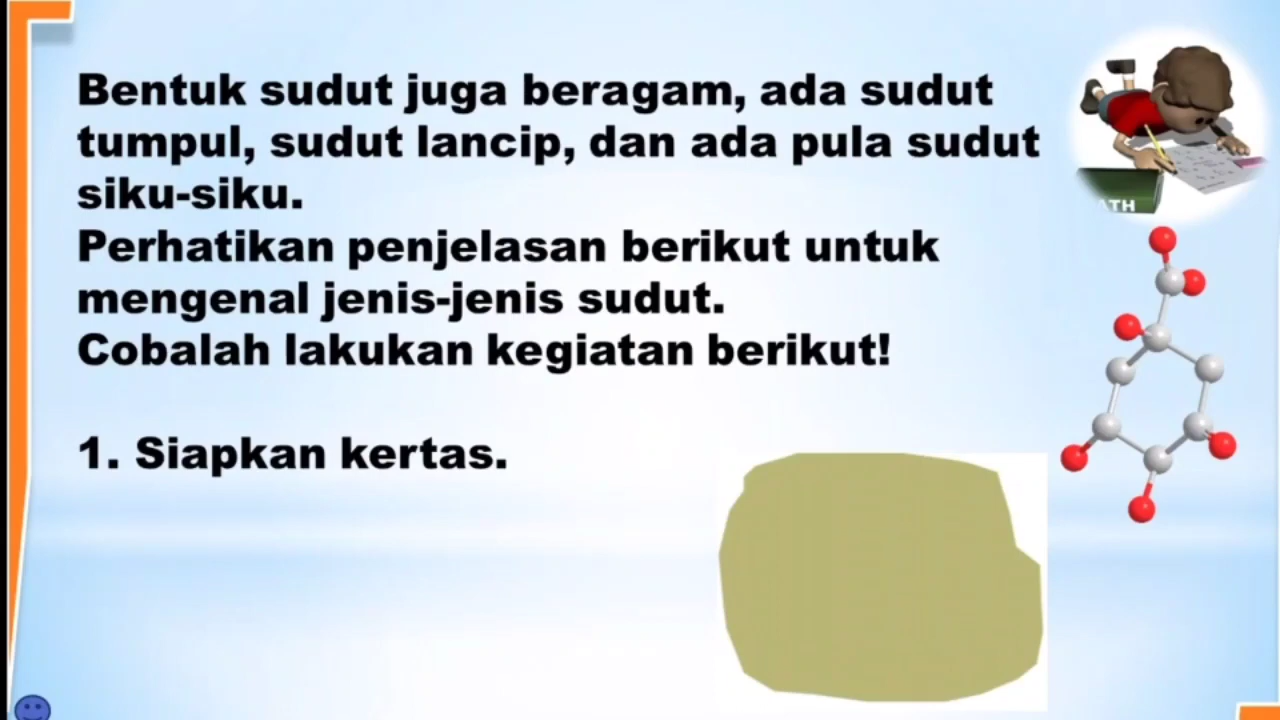 Bentuk sudut juga beragam, ada sudut
tumpul, sudut lancip, dan ada pula sudut
siku-siku.
Perhatikan penjelasan berikut untuk
mengenal jenis-jenis sudut.
Cobalah lakukan kegiatan berikut!
1. Siapkan kertas.
ATH